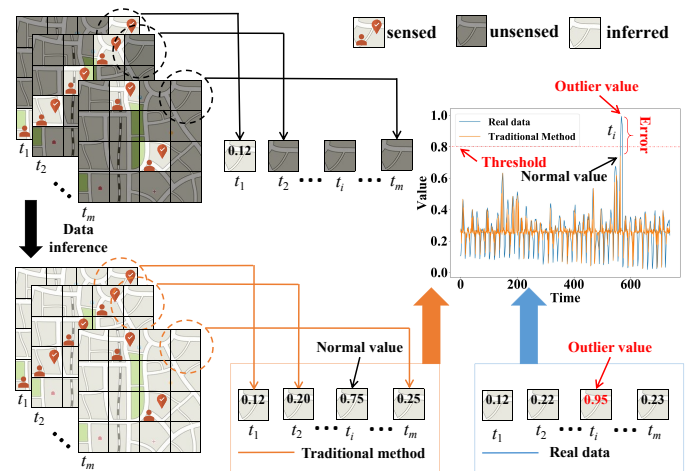 sensed
unsensed
inferred
t1
t2
tm
0.12
t1
t2
ti
tm
Data
inference
Outlier value
Real data
Traditional Method
ti
Error
Threshold
Normal value
Value
1.0
0.8
0.6
0.4
0.2
0.0
0
200
400
600
Time
t1
t2
tm
Normal value
0.12
0.20
0.75
0.25
t1
t2
ti
tm
Traditional method
Outlier value
0.12
0.22
0.95
0.23
t1
t2
ti
tm
Real data